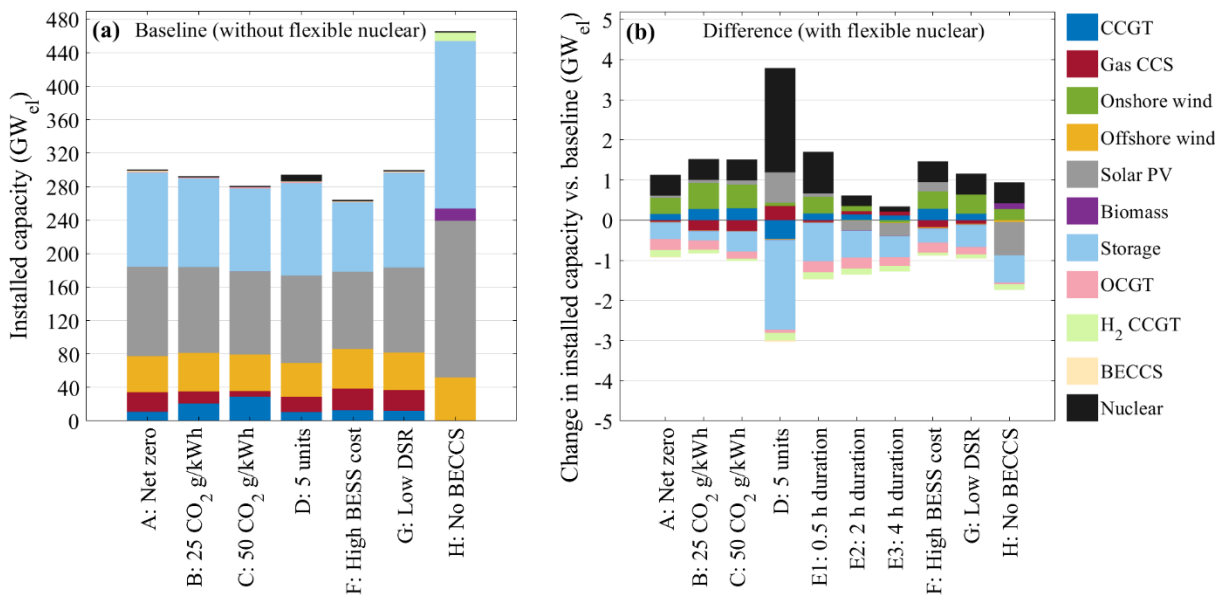 (a) Baseline (without flexible nuclear)
Installed capacity (GW_el)
480
440
400
360
320
280
240
200
160
120
80
40
0
A: Net zero
B: 25 CO₂ g/kWh
C: 50 CO₂ g/kWh
D: 5 units
F: High BESS cost
G: Low DSR
H: No BECCS
(b) Difference (with flexible nuclear)
Change in installed capacity vs. baseline (GW_el)
5
4
3
2
1
0
-1
-2
-3
-4
-5
A: Net zero
B: 25 CO₂ g/kWh
C: 50 CO₂ g/kWh
D: 5 units
E1: 0.5 h duration
E2: 2 h duration
E3: 4 h duration
F: High BESS cost
G: Low DSR
H: No BECCS
CCGT
Gas CCS
Onshore wind
Offshore wind
Solar PV
Biomass
Storage
OCGT
H₂ CCGT
BECCS
Nuclear